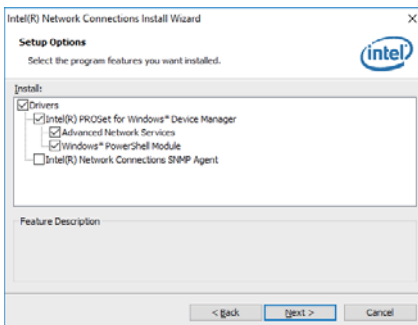 Intel(R) Network Connections Install Wizard
Setup Options
Select the program features you want installed.
intel
Install:
Drivers
Intel(R) PROSet for Windows* Device Manager
Advanced Network Services
Windows* PowerShell Module
Intel(R) Network Connections SNMP Agent
Feature Description
< Back
Next >
Cancel